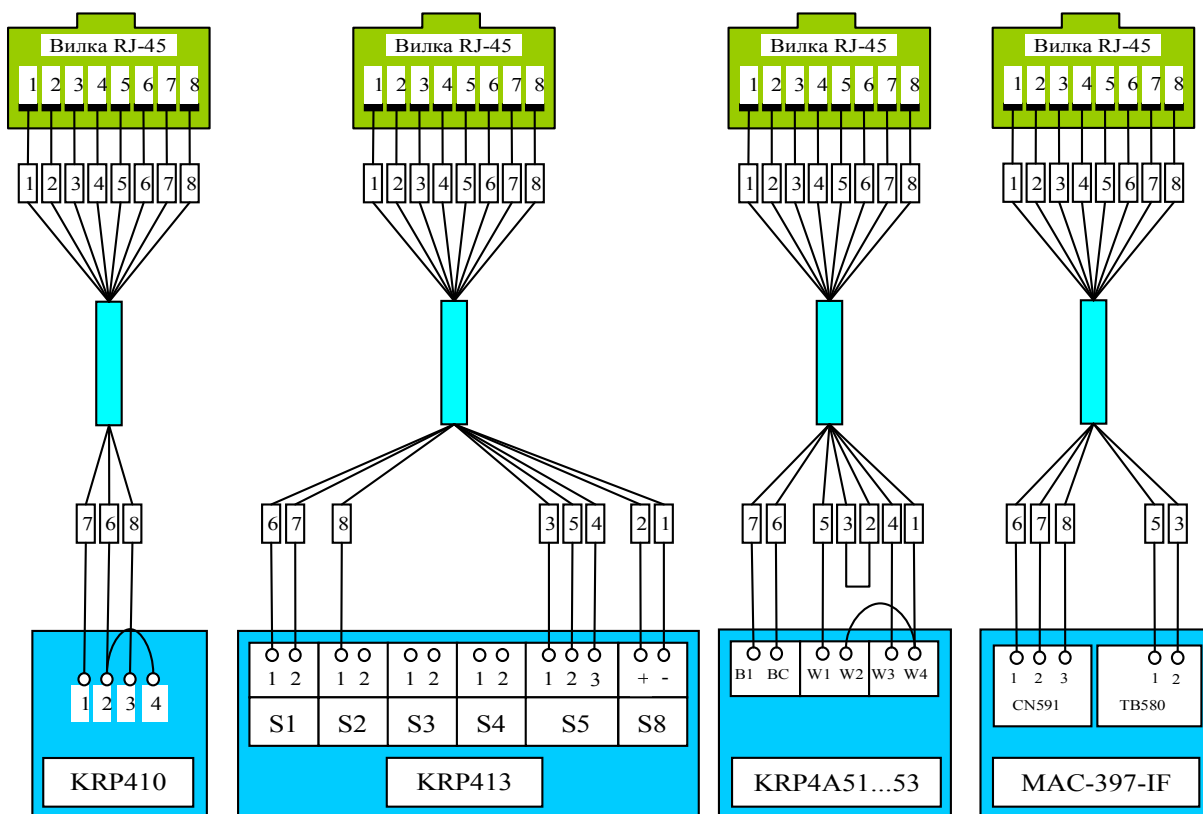 Вилка RJ-45 Вилка RJ-45 Вилка RJ-45 Вилка RJ-45
1 2 3 4 5 6 7 8 1 2 3 4 5 6 7 8 1 2 3 4 5 6 7 8 1 2 3 4 5 6 7 8
1 2 3 4 5 6 7 8 1 2 3 4 5 6 7 8 1 2 3 4 5 6 7 8 1 2 3 4 5 6 7 8
7 6 8 6 7 8 3 5 4 2 1 7 6 5 3 2 4 1 6 7 8 5 3
1 2 3 4 1 2 1 2 1 2 1 2 1 2 3 + - B1 BC W1 W2 W3 W4 1 2 3 1 2
S1 S2 S3 S4 S5 S8 CN591 TB580
KRP410 KRP413 KRP4A51...53 MAC-397-IF